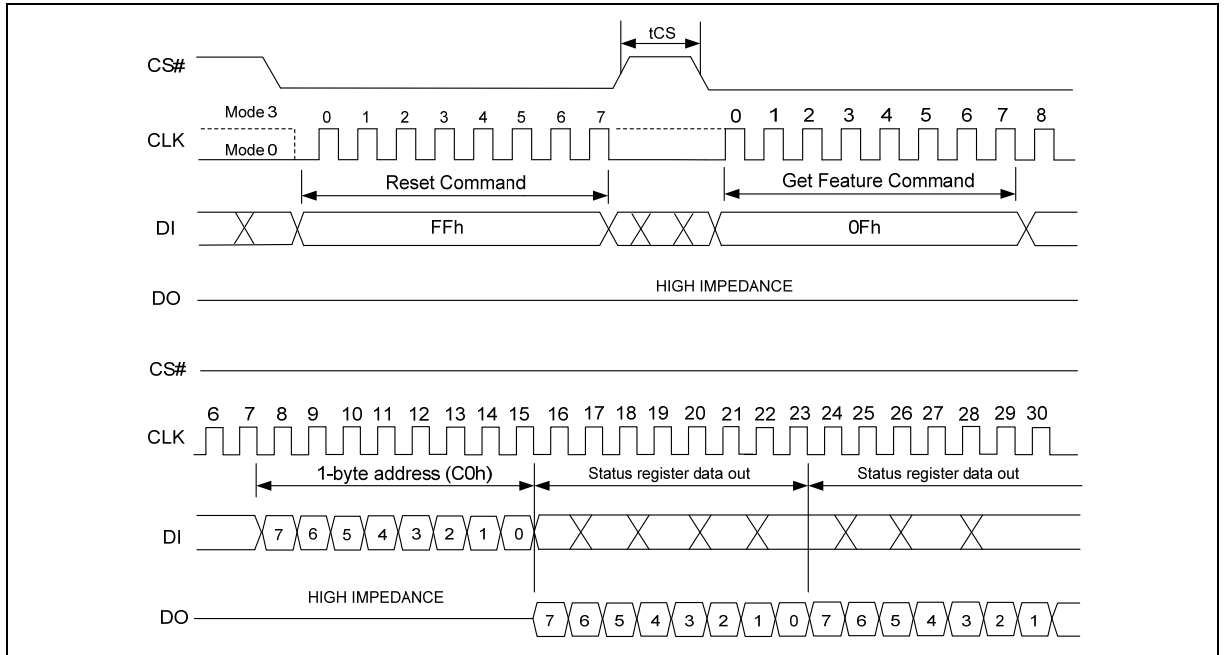 tCS
CS#
Mode 3
0 1 2 3 4 5 6 7 0 1 2 3 4 5 6 7 8
CLK
Mode 0
Reset Command Get Feature Command
DI FFh 0Fh
HIGH IMPEDANCE
DO
CS#
6 7 8 9 10 11 12 13 14 15 16 17 18 19 20 21 22 23 24 25 26 27 28 29 30
CLK
1-byte address (C0h) Status register data out Status register data out
DI 7 6 5 4 3 2 1 0
HIGH IMPEDANCE
DO 7 6 5 4 3 2 1 0 7 6 5 4 3 2 1